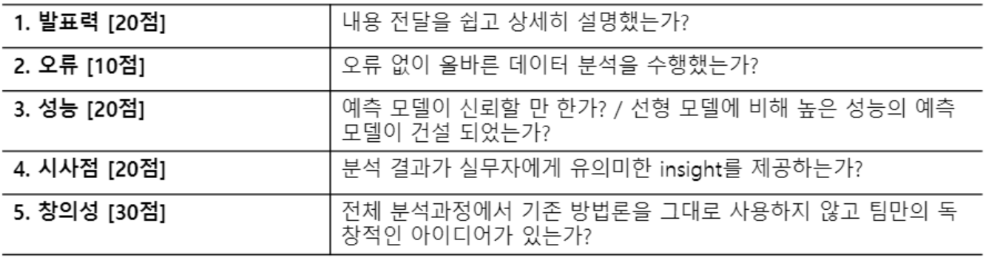 1. 발표력 [20점]
내용 전달을 쉽고 상세히 설명했는가?
2. 오류 [10점]
오류 없이 올바른 데이터 분석을 수행했는가?
3. 성능 [20점]
예측 모델이 신뢰할 만 한가? / 선형 모델에 비해 높은 성능의 예측
모델이 건설 되었는가?
4. 시사점 [20점]
분석 결과가 실무자에게 유의미한 insight를 제공하는가?
5. 창의성 [30점]
전체 분석과정에서 기존 방법론을 그대로 사용하지 않고 팀만의 독
창적인 아이디어가 있는가?